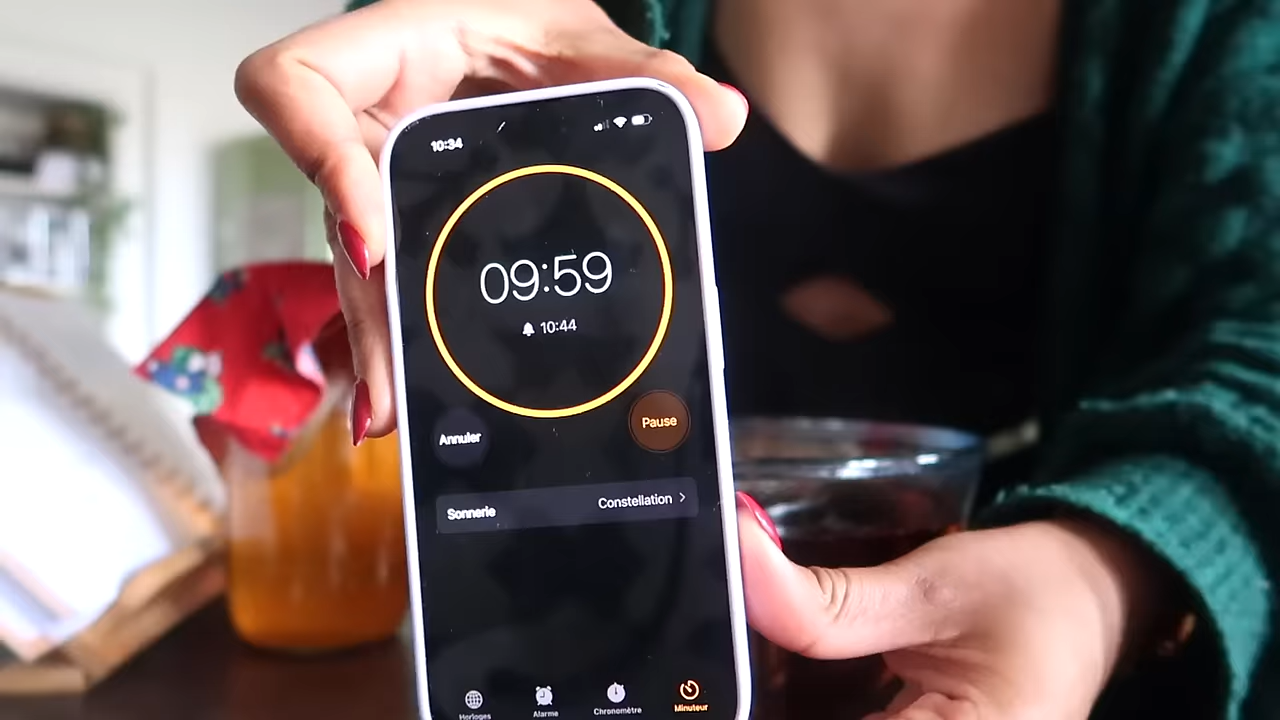 10:34
09:59
10:44
Annuler
Pause
Sonnerie
Constellation
Horloges
Alarme
Chronomètre
Minuteur